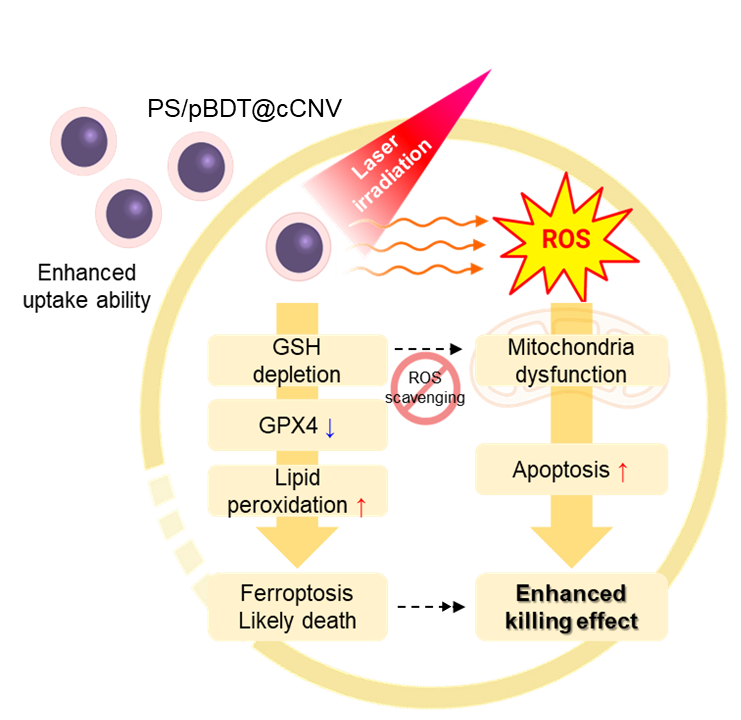 PS/pBDT@cCNV
Laser
irradiation
Enhanced
uptake ability
ROS
GSH
depletion
Mitochondria
dysfunction
ROS
scavenging
GPX4 ↓
Lipid
peroxidation ↑
Apoptosis ↑
Ferroptosis
Likely death
Enhanced
killing effect